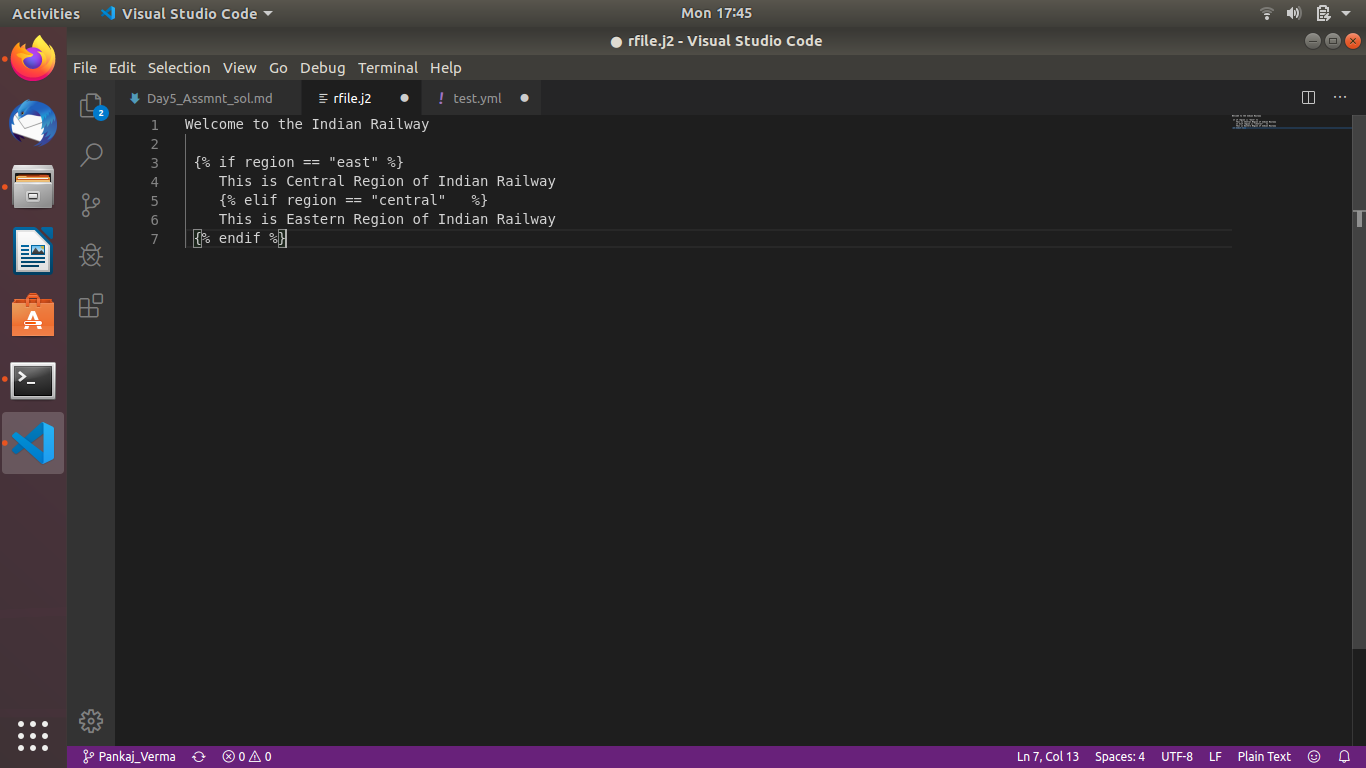 Activities Visual Studio Code Mon 17:45
● rfile.j2 - Visual Studio Code
File Edit Selection View Go Debug Terminal Help
2
Day5_Assmnt_sol.md rfile.j2 ● ! test.yml ●
1 Welcome to the Indian Railway
2
3 {% if region == "east" %}
4 This is Central Region of Indian Railway
5 {% elif region == "central"   %}
6 This is Eastern Region of Indian Railway
7 {% endif %}
Pankaj_Verma 0 0 Ln 7, Col 13 Spaces: 4 UTF-8 LF Plain Text